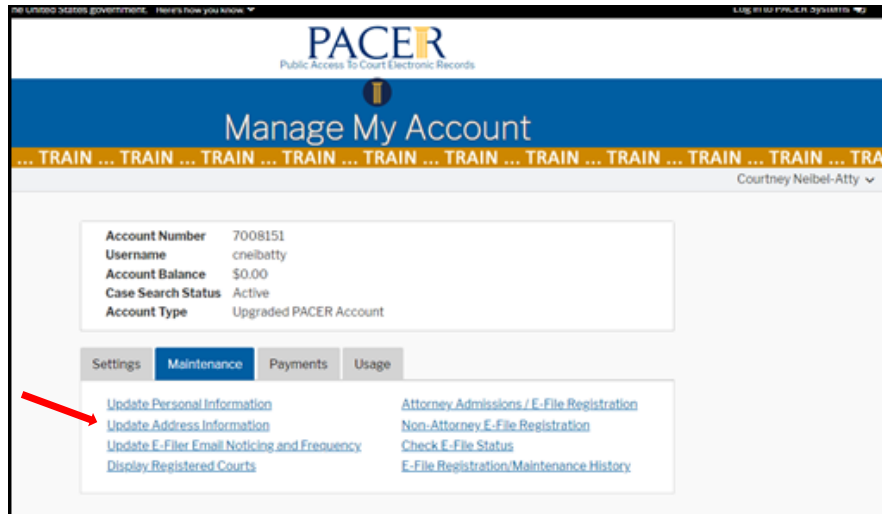 he United States government. Here's how you know
Log in to PACER Systems
PACER
Public Access To Court Electronic Records
Manage My Account
... TRAIN ... TRAIN ... TRAIN ... TRAIN ... TRAIN ... TRAIN ... TRAIN ... TRAIN ... TRAIN ... TRAIN ... TRA
Courtney Neibel-Atty
Account Number 7008151
Username cneibatty
Account Balance $0.00
Case Search Status Active
Account Type Upgraded PACER Account
Settings Maintenance Payments Usage
Update Personal Information Attorney Admissions / E-File Registration
Update Address Information Non-Attorney E-File Registration
Update E-Filer Email Noticing and Frequency Check E-File Status
Display Registered Courts E-File Registration/Maintenance History